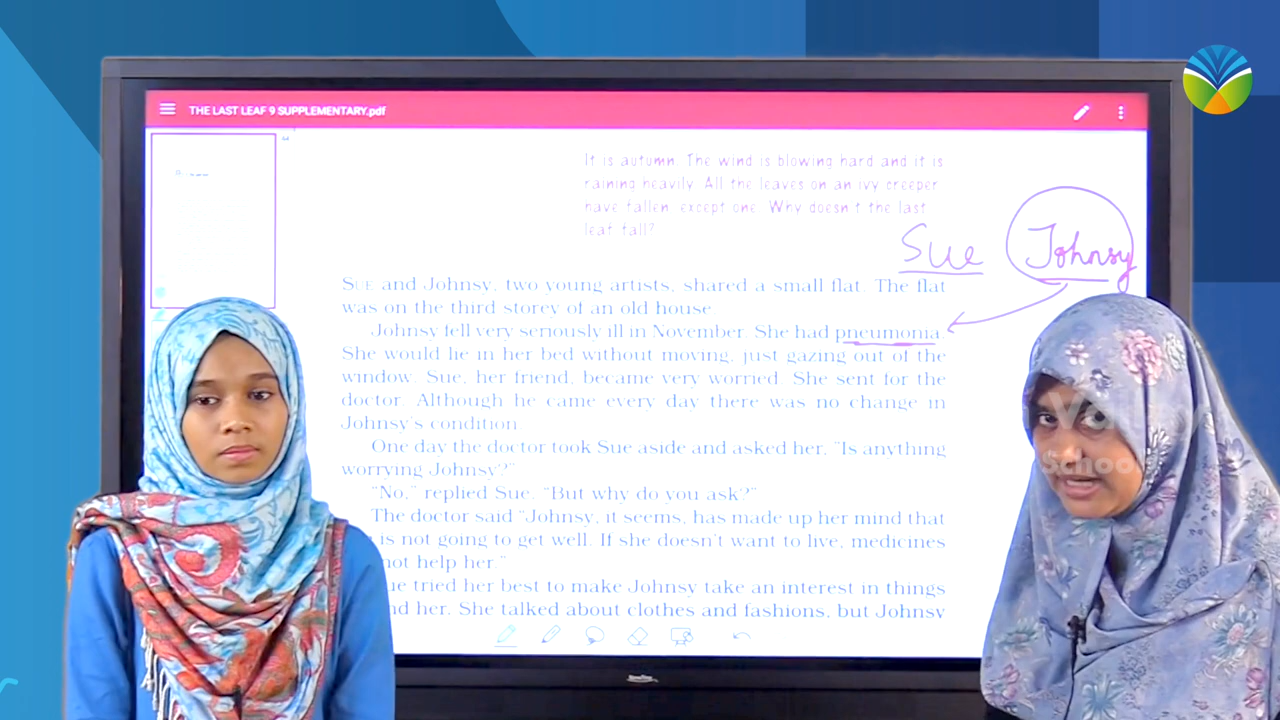 THE LAST LEAF 9 SUPPLEMENTARY.pdf
It is autumn. The wind is blowing hard and it is
raining heavily. All the leaves on an ivy creeper
have fallen, except one. Why doesn't the last
leaf fall?
Sue Johnsy
SUE and Johnsy, two young artists, shared a small flat. The flat
was on the third storey of an old house.
Johnsy fell very seriously ill in November. She had pneumonia.
She would lie in her bed without moving, just gazing out of the
window. Sue, her friend, became very worried. She sent for the
doctor. Although he came every day there was no change in
Johnsy's condition.
One day the doctor took Sue aside and asked her, "Is anything
worrying Johnsy?"
"No," replied Sue. "But why do you ask?"
The doctor said "Johnsy, it seems, has made up her mind that
is not going to get well. If she doesn't want to live, medicines
not help her."
tried her best to make Johnsy take an interest in things
her. She talked about clothes and fashions, but Johnsy
School